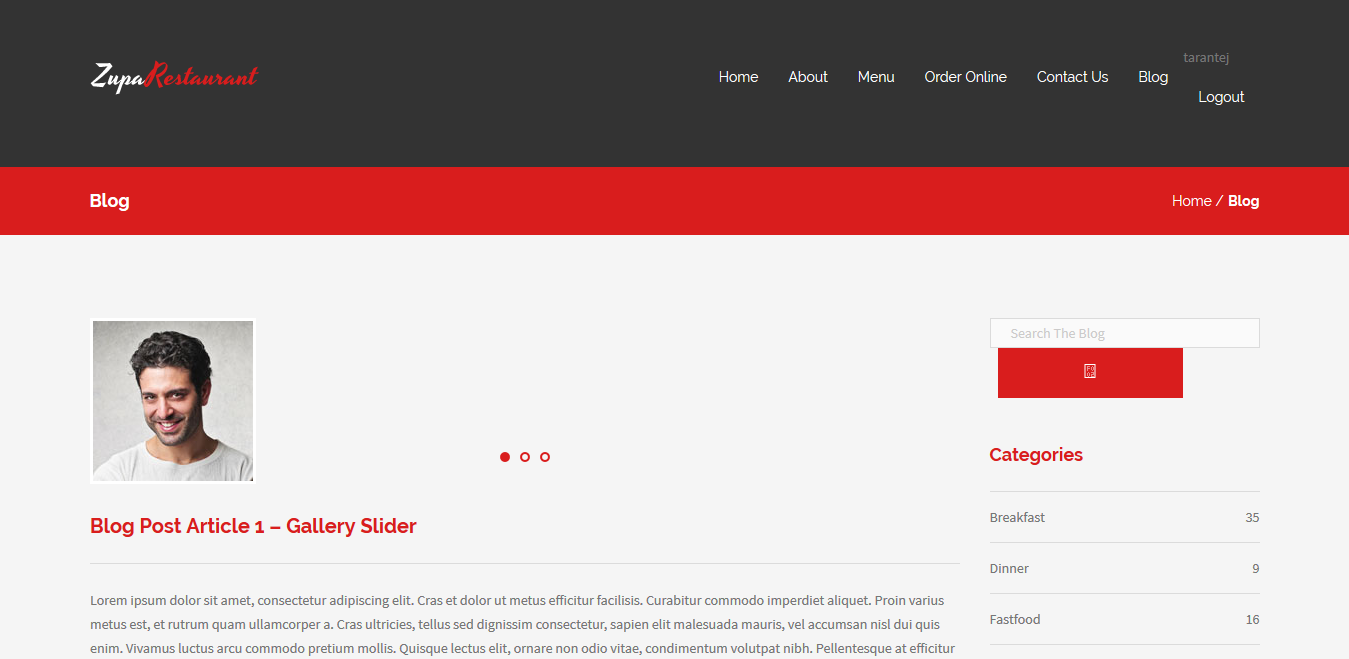 ZupaRestaurant
Home About Menu Order Online Contact Us Blog
tarantej
Logout
Blog
Home / Blog
Search The Blog
Categories
Breakfast 35
Dinner 9
Fastfood 16
Blog Post Article 1 – Gallery Slider
Lorem ipsum dolor sit amet, consectetur adipiscing elit. Cras et dolor ut metus efficitur facilisis. Curabitur commodo imperdiet aliquet. Proin varius
metus est, et rutrum quam ullamcorper a. Cras ultricies, tellus sed dignissim consectetur, sapien elit malesuada mauris, vel accumsan nisl dui quis
enim. Vivamus luctus arcu commodo pretium mollis. Quisque lectus elit, ornare non odio vitae, condimentum volutpat nibh. Pellentesque at efficitur